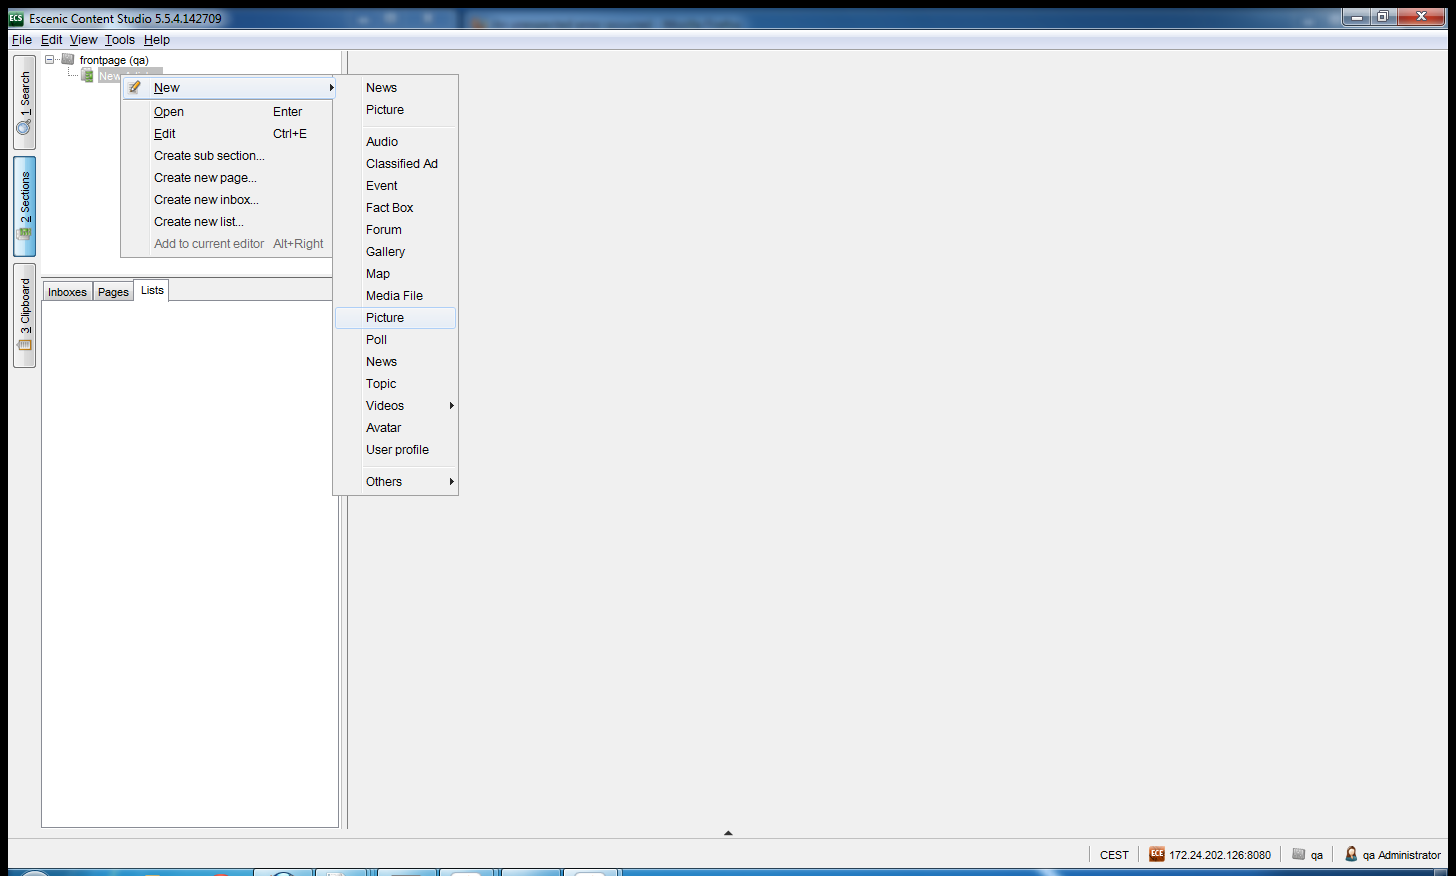 Escenic Content Studio 5.5.4.142709
File Edit View Tools Help
1 Search
2 Sections
3 Clipboard
frontpage (qa)
New
New
Open Enter
Edit Ctrl+E
Create sub section...
Create new page...
Create new inbox...
Create new list...
Add to current editor Alt+Right
News
Picture
Audio
Classified Ad
Event
Fact Box
Forum
Gallery
Map
Media File
Picture
Poll
News
Topic
Videos
Avatar
User profile
Others
Inboxes Pages Lists
CEST ECE 172.24.202.126:8080 qa qa Administrator